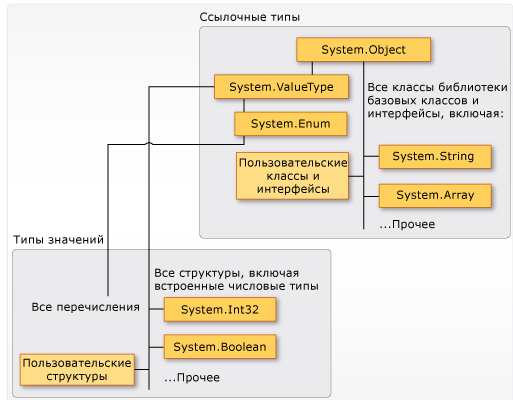 Ссылочные типы
System.Object
System.ValueType
System.Enum
Все классы библиотеки
базовых классов и
интерфейсы, включая:
Пользовательские
классы и
интерфейсы
System.String
System.Array
...Прочее
Типы значений
Все структуры, включая
встроенные числовые типы
Все перечисления
System.Int32
System.Boolean
Пользовательские
структуры
...Прочее